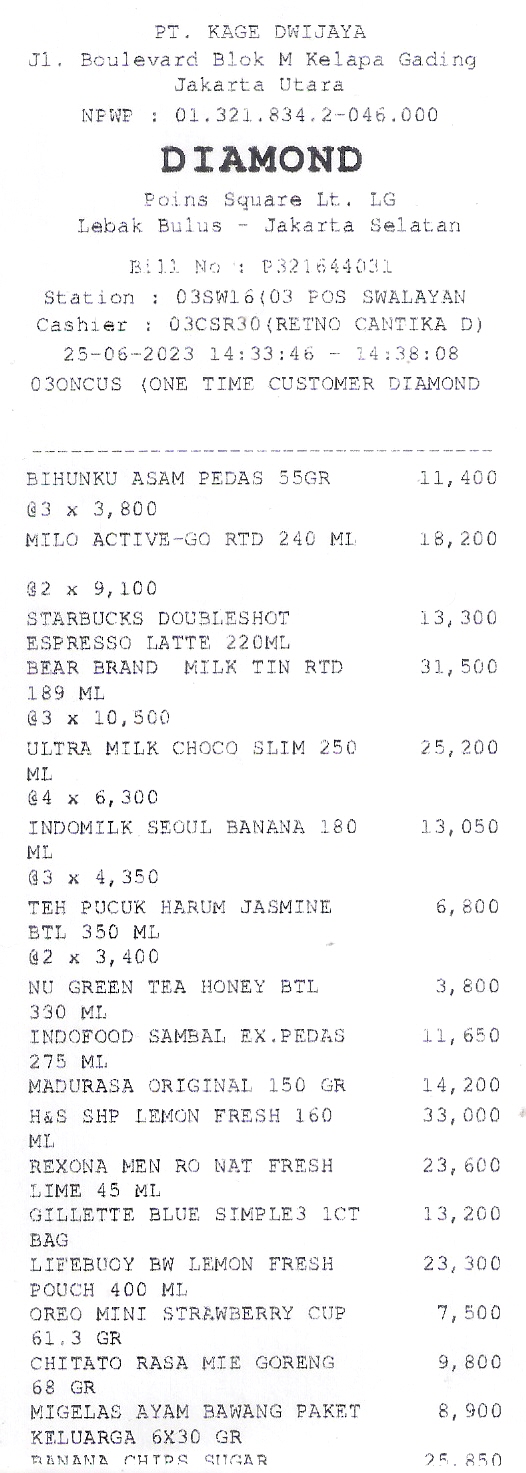 PT. KAGE DWIJAYA
Jl. Boulevard Blok M Kelapa Gading
Jakarta Utara
NPWP : 01.321.834.2-046.000
DIAMOND
Poins Square Lt. LG
Lebak Bulus - Jakarta Selatan
Bill No : P321644031
Station : 03SW16(03 POS SWALAYAN
Cashier : 03CSR30(RETNO CANTIKA D)
25-06-2023 14:33:46 - 14:38:08
03ONCUS (ONE TIME CUSTOMER DIAMOND
--------------------------------------
BIHUNKU ASAM PEDAS 55GR 11,400
@3 x 3,800
MILO ACTIVE-GO RTD 240 ML 18,200
@2 x 9,100
STARBUCKS DOUBLESHOT 13,300
ESPRESSO LATTE 220ML
BEAR BRAND MILK TIN RTD 31,500
189 ML
@3 x 10,500
ULTRA MILK CHOCO SLIM 250 25,200
ML
@4 x 6,300
INDOMILK SEOUL BANANA 180 13,050
ML
@3 x 4,350
TEH PUCUK HARUM JASMINE 6,800
BTL 350 ML
@2 x 3,400
NU GREEN TEA HONEY BTL 3,800
330 ML
INDOFOOD SAMBAL EX.PEDAS 11,650
275 ML
MADURASA ORIGINAL 150 GR 14,200
H&S SHP LEMON FRESH 160 33,000
ML
REXONA MEN RO NAT FRESH 23,600
LIME 45 ML
GILLETTE BLUE SIMPLE3 1CT 13,200
BAG
LIFEBUOY BW LEMON FRESH 23,300
POUCH 400 ML
OREO MINI STRAWBERRY CUP 7,500
61.3 GR
CHITATO RASA MIE GORENG 9,800
68 GR
MIGELAS AYAM BAWANG PAKET 8,900
KELUARGA 6X30 GR
BANANA CHIPS SUGAR 25,850